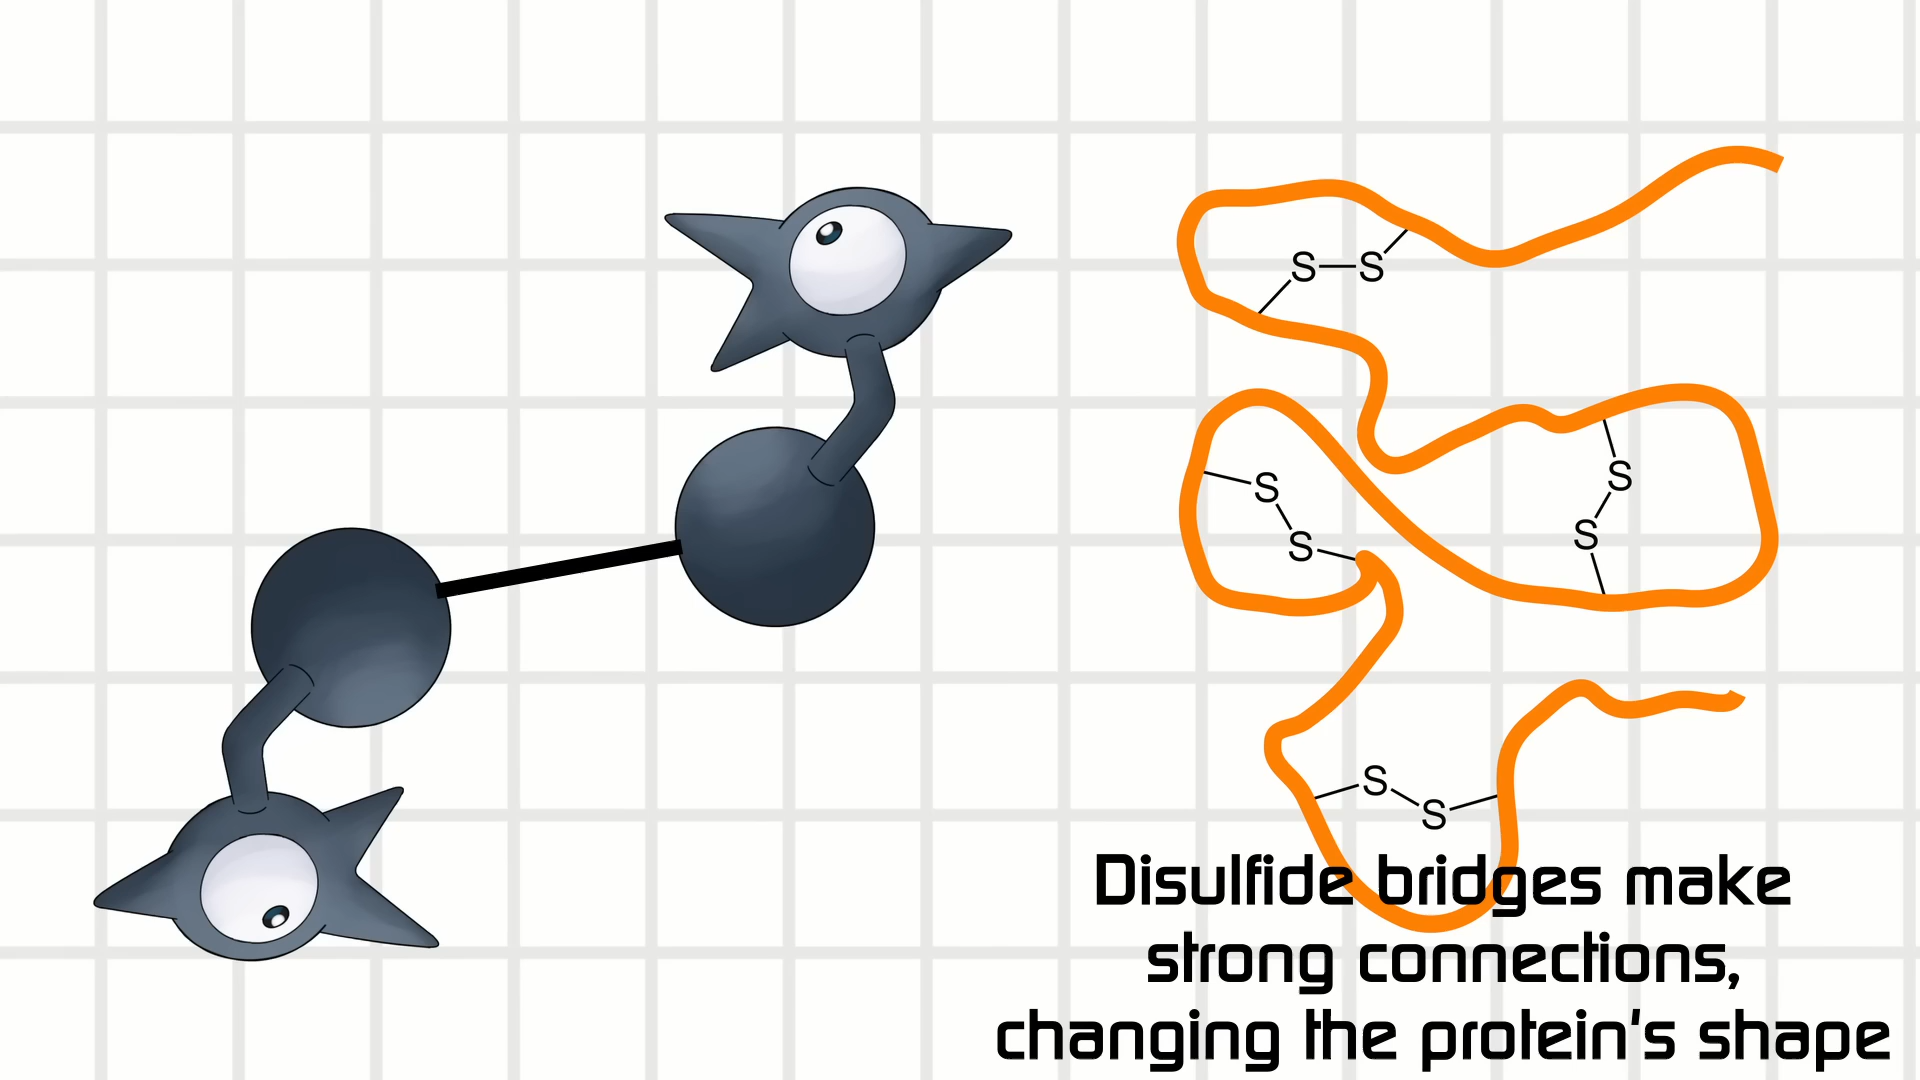 S—S
S
S
S
S
S
S
Disulfide bridges make
strong connections,
changing the protein's shape